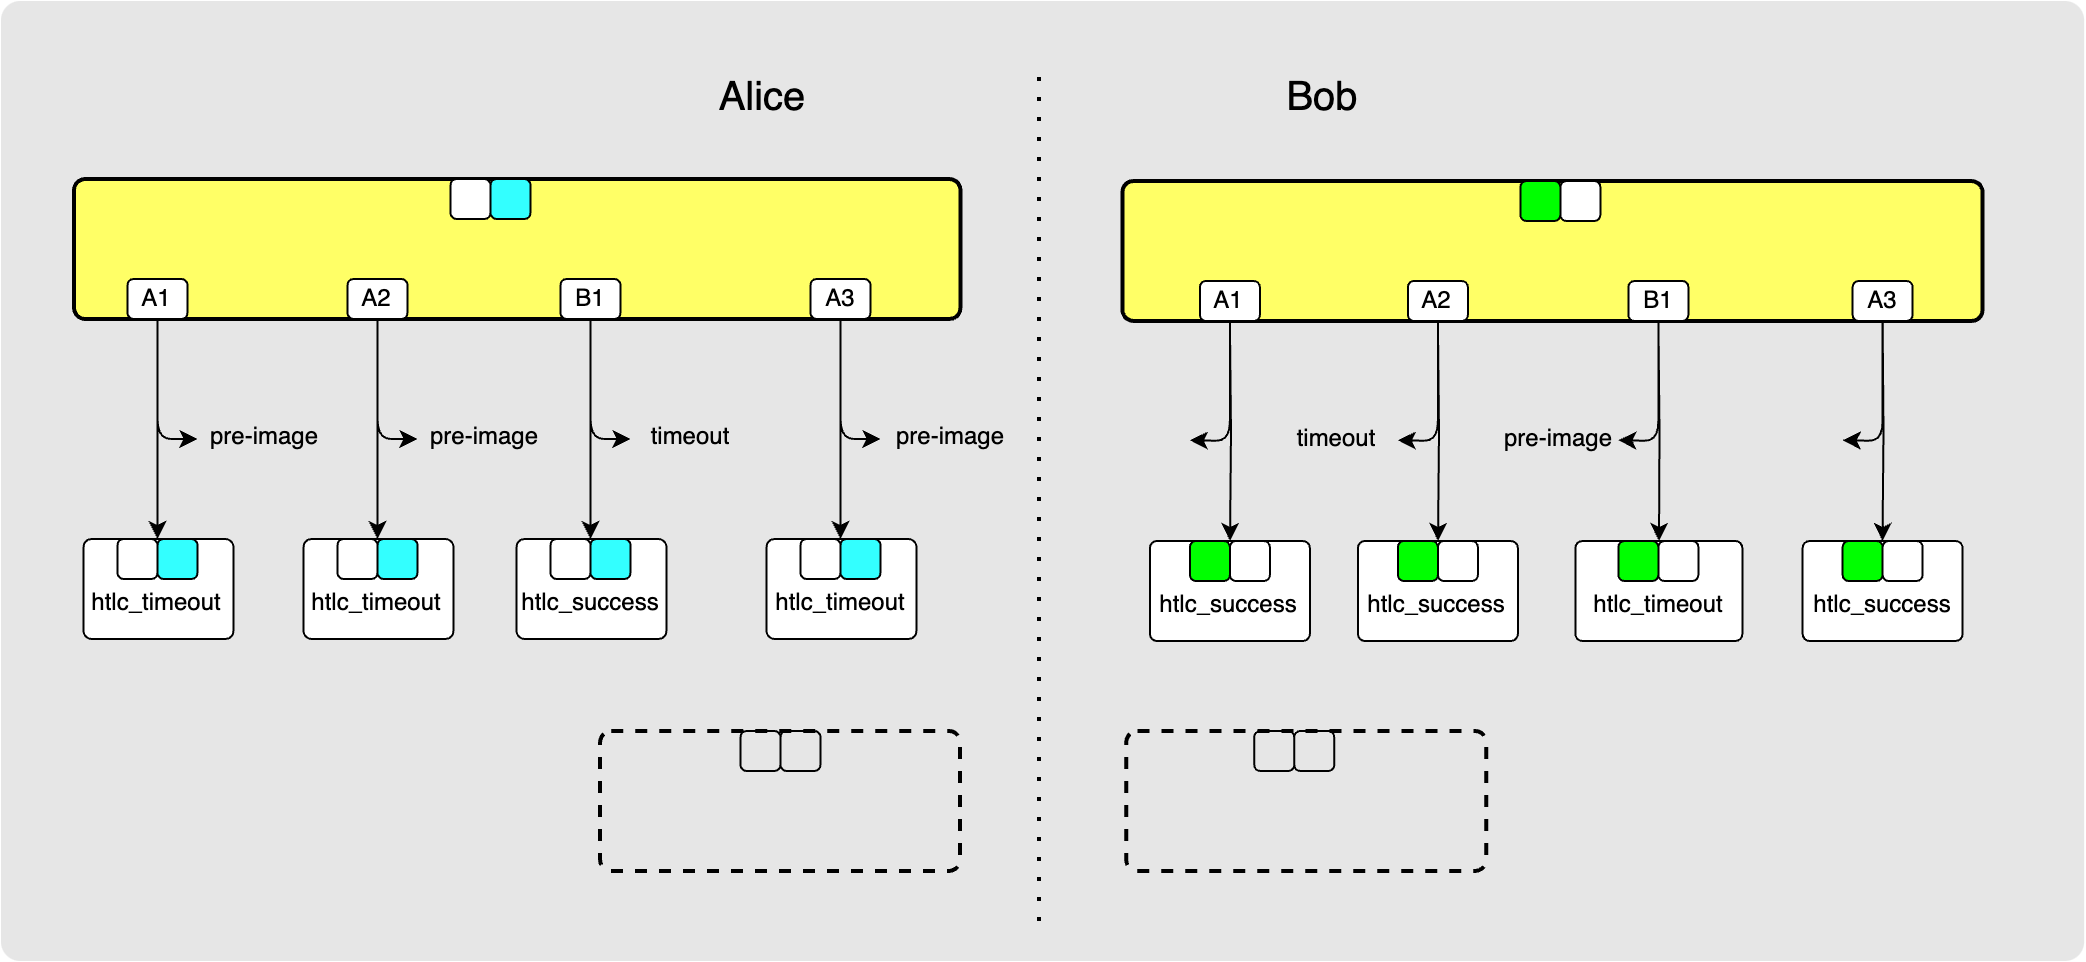 Alice
Bob
A1
A2
B1
A3
A1
A2
B1
A3
pre-image
pre-image
timeout
pre-image
timeout
pre-image
htlc_timeout
htlc_timeout
htlc_success
htlc_timeout
htlc_success
htlc_success
htlc_timeout
htlc_success